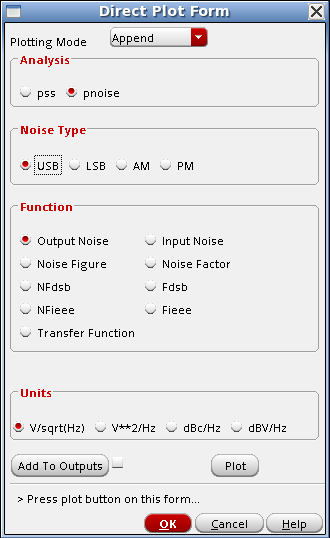 Direct Plot Form
Plotting Mode Append
Analysis
pss pnoise
Noise Type
USB LSB AM PM
Function
Output Noise Input Noise
Noise Figure Noise Factor
NFdsb Fdsb
NFieee Fieee
Transfer Function
Units
V/sqrt(Hz) V**2/Hz dBc/Hz dBV/Hz
Add To Outputs Plot
> Press plot button on this form...
OK Cancel Help